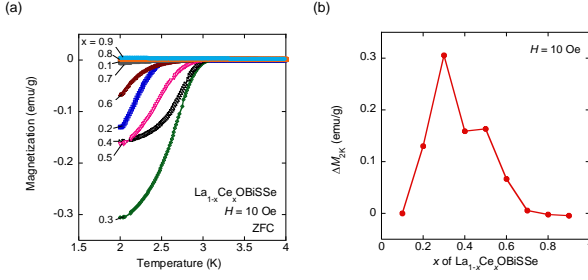 (a)
x = 0.9
0.8
0.1
0.7
0.6
0.2
0.4
0.5
0.3
0
-0.1
-0.2
-0.3
Magnetization (emu/g)
La1-xCexOBiSSe
H = 10 Oe
ZFC
1
1.5
2
2.5
3
3.5
4
Temperature (K)
(b)
H = 10 Oe
0.3
0.2
0.1
0
ΔM2K (emu/g)
0
0.2
0.4
0.6
0.8
x of La1-xCexOBiSSe